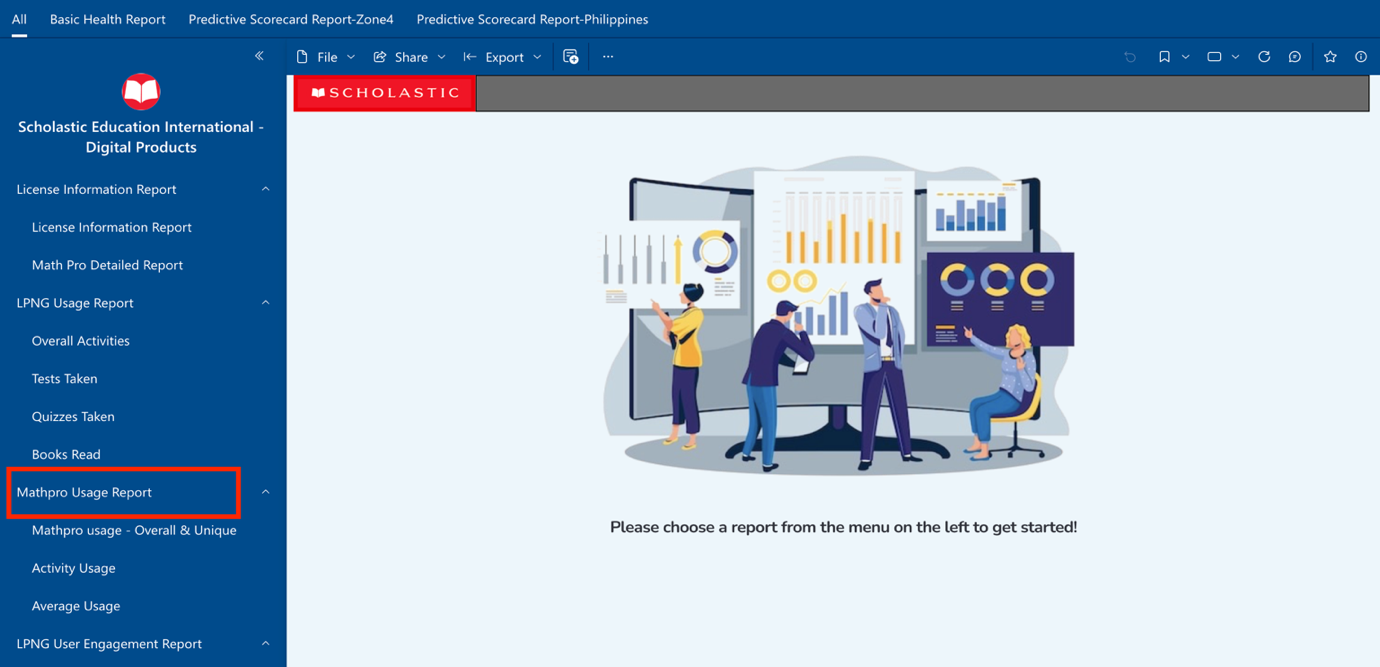 All Basic Health Report Predictive Scorecard Report-Zone4 Predictive Scorecard Report-Philippines
File Share Export
SCHOLASTIC
Scholastic Education International -
Digital Products
License Information Report
License Information Report
Math Pro Detailed Report
LPNG Usage Report
Overall Activities
Tests Taken
Quizzes Taken
Books Read
Mathpro Usage Report
Mathpro usage - Overall & Unique
Activity Usage
Average Usage
LPNG User Engagement Report
Please choose a report from the menu on the left to get started!